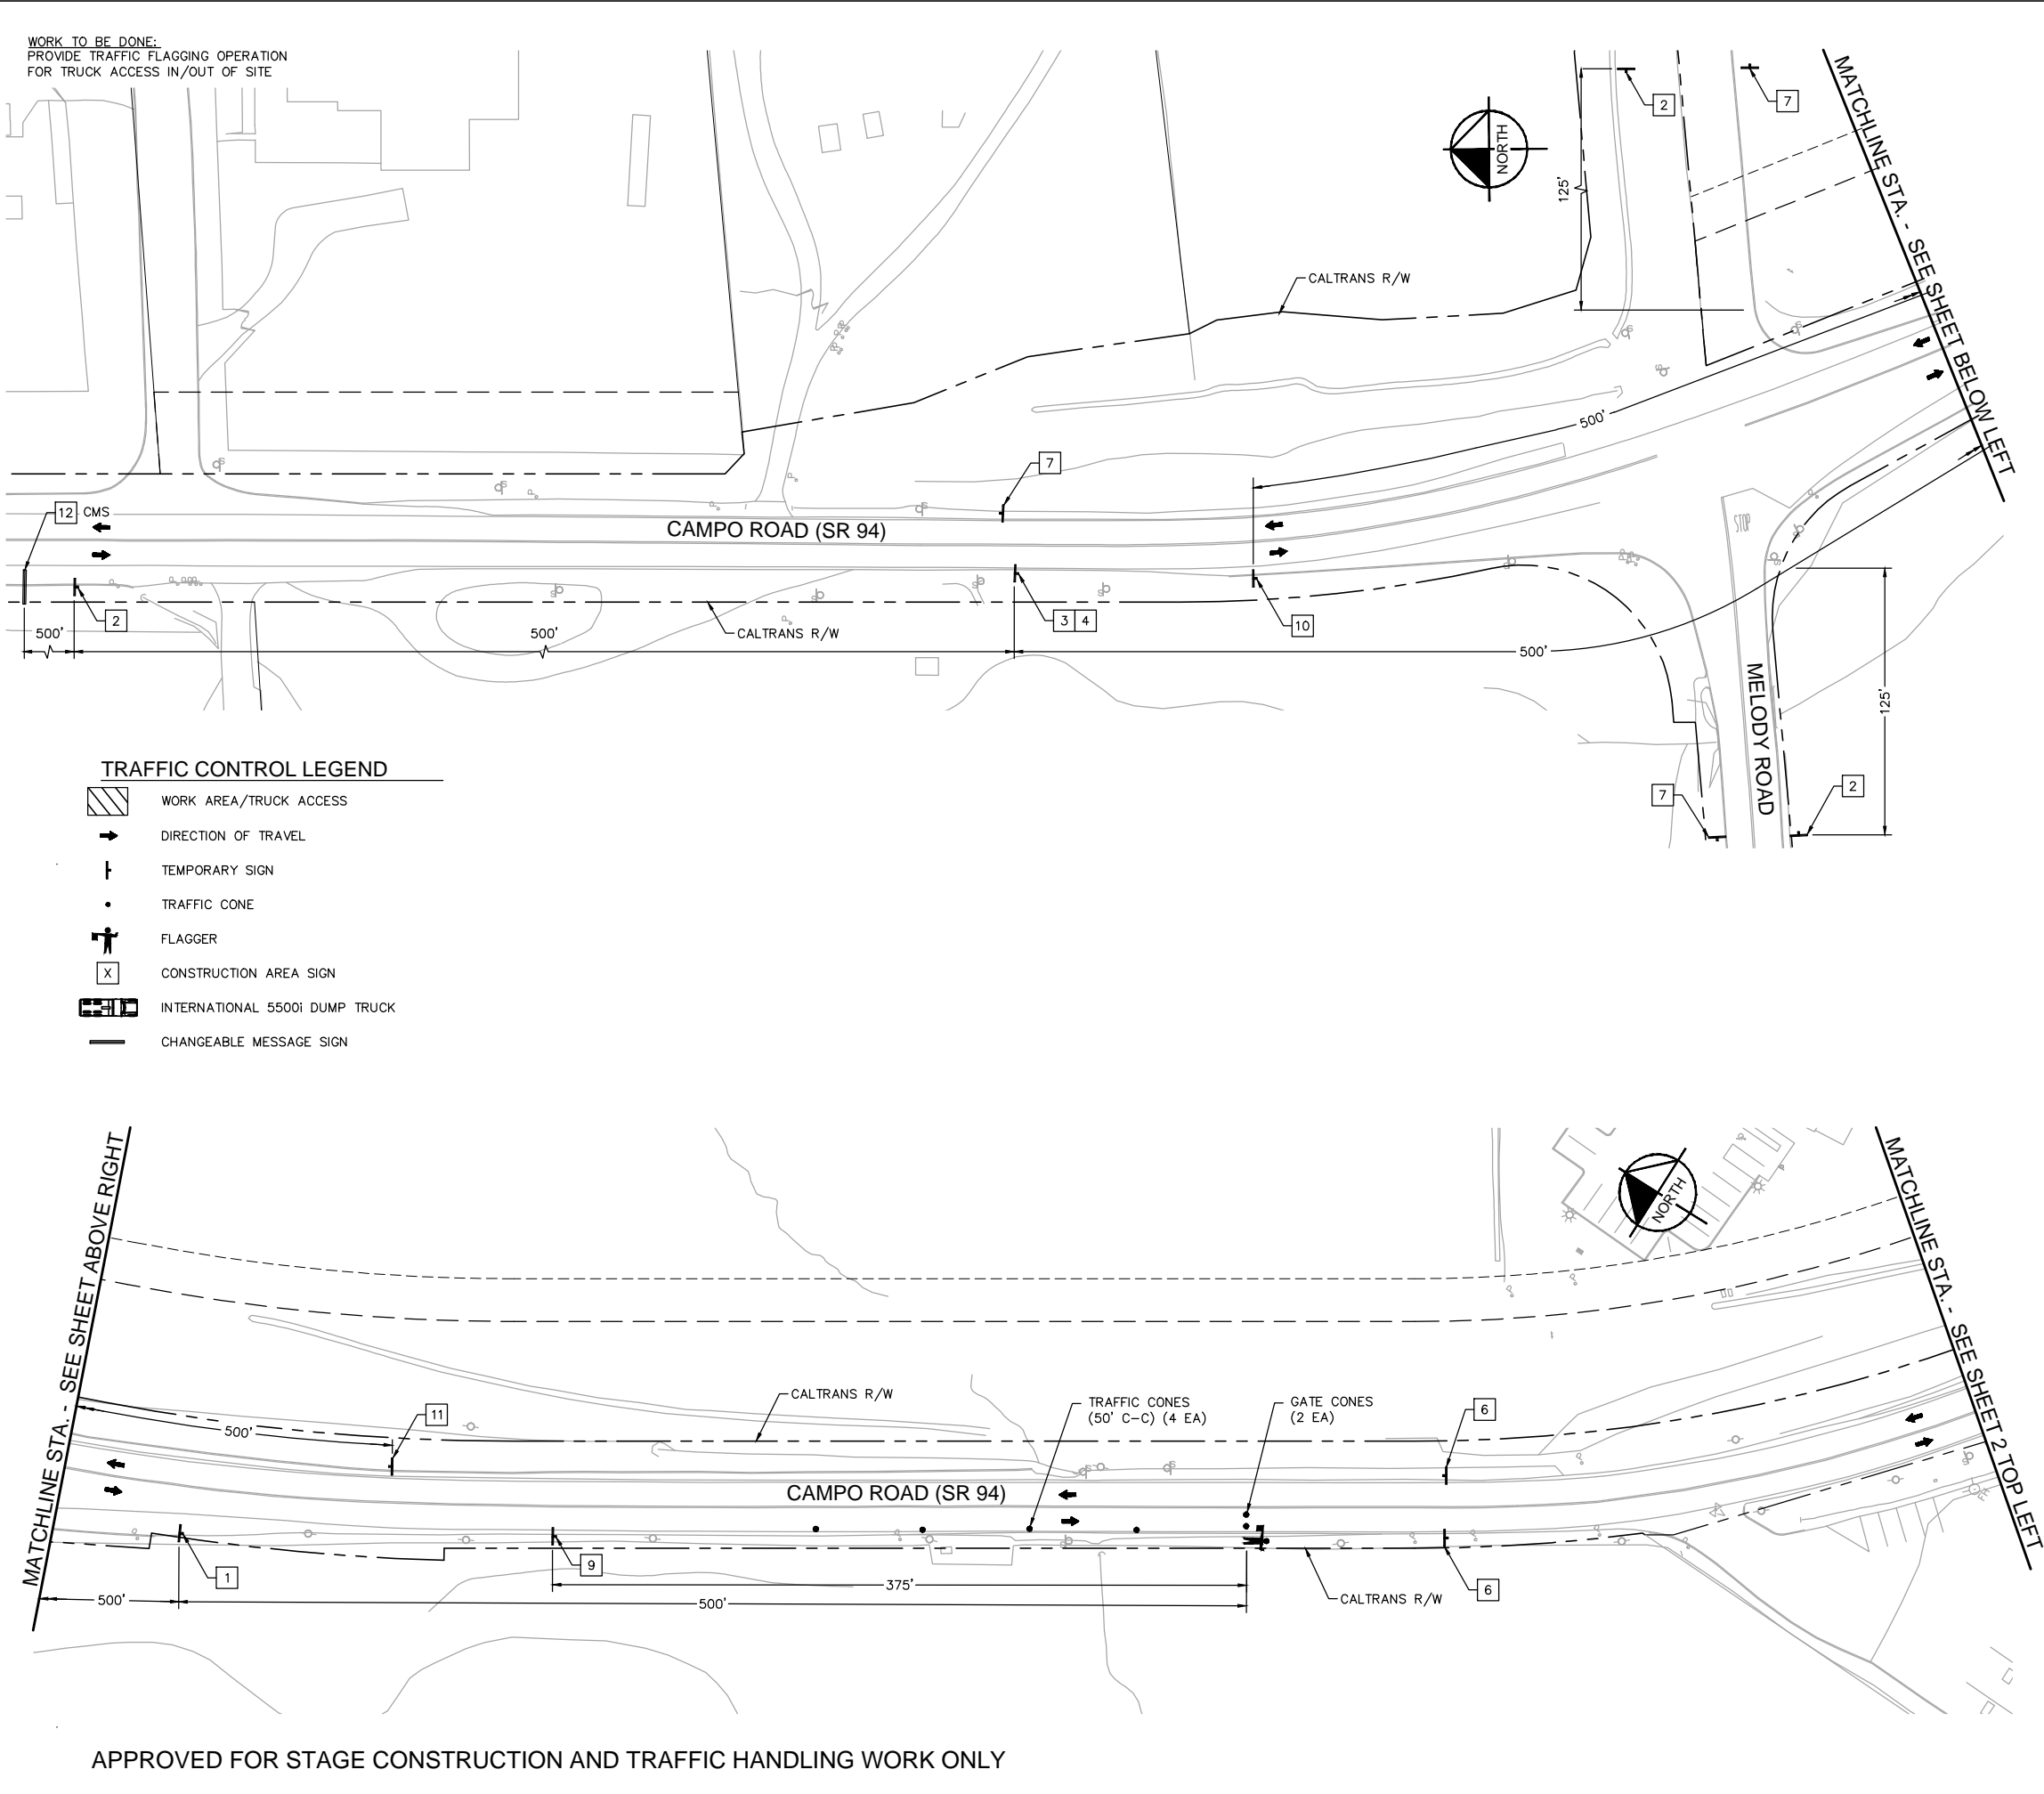 WORK TO BE DONE:
PROVIDE TRAFFIC FLAGGING OPERATION
FOR TRUCK ACCESS IN/OUT OF SITE
MATCHLINE STA. - SEE SHEET BELOW LEFT
2
7
NORTH
125'
CALTRANS R/W
500'
7
12 CMS
CAMPO ROAD (SR 94)
STOP
2
3 4
10
500'
500'
CALTRANS R/W
500'
MELODY ROAD
125'
7
2
TRAFFIC CONTROL LEGEND
WORK AREA/TRUCK ACCESS
DIRECTION OF TRAVEL
TEMPORARY SIGN
TRAFFIC CONE
FLAGGER
X
CONSTRUCTION AREA SIGN
INTERNATIONAL 5500i DUMP TRUCK
CHANGEABLE MESSAGE SIGN
MATCHLINE STA. - SEE SHEET ABOVE RIGHT
MATCHLINE STA. - SEE SHEET 2 TOP LEFT
NORTH
CALTRANS R/W
TRAFFIC CONES
(50' C-C) (4 EA)
GATE CONES
(2 EA)
6
11
500'
CAMPO ROAD (SR 94)
1
9
375'
6
CALTRANS R/W
500'
500'
APPROVED FOR STAGE CONSTRUCTION AND TRAFFIC HANDLING WORK ONLY